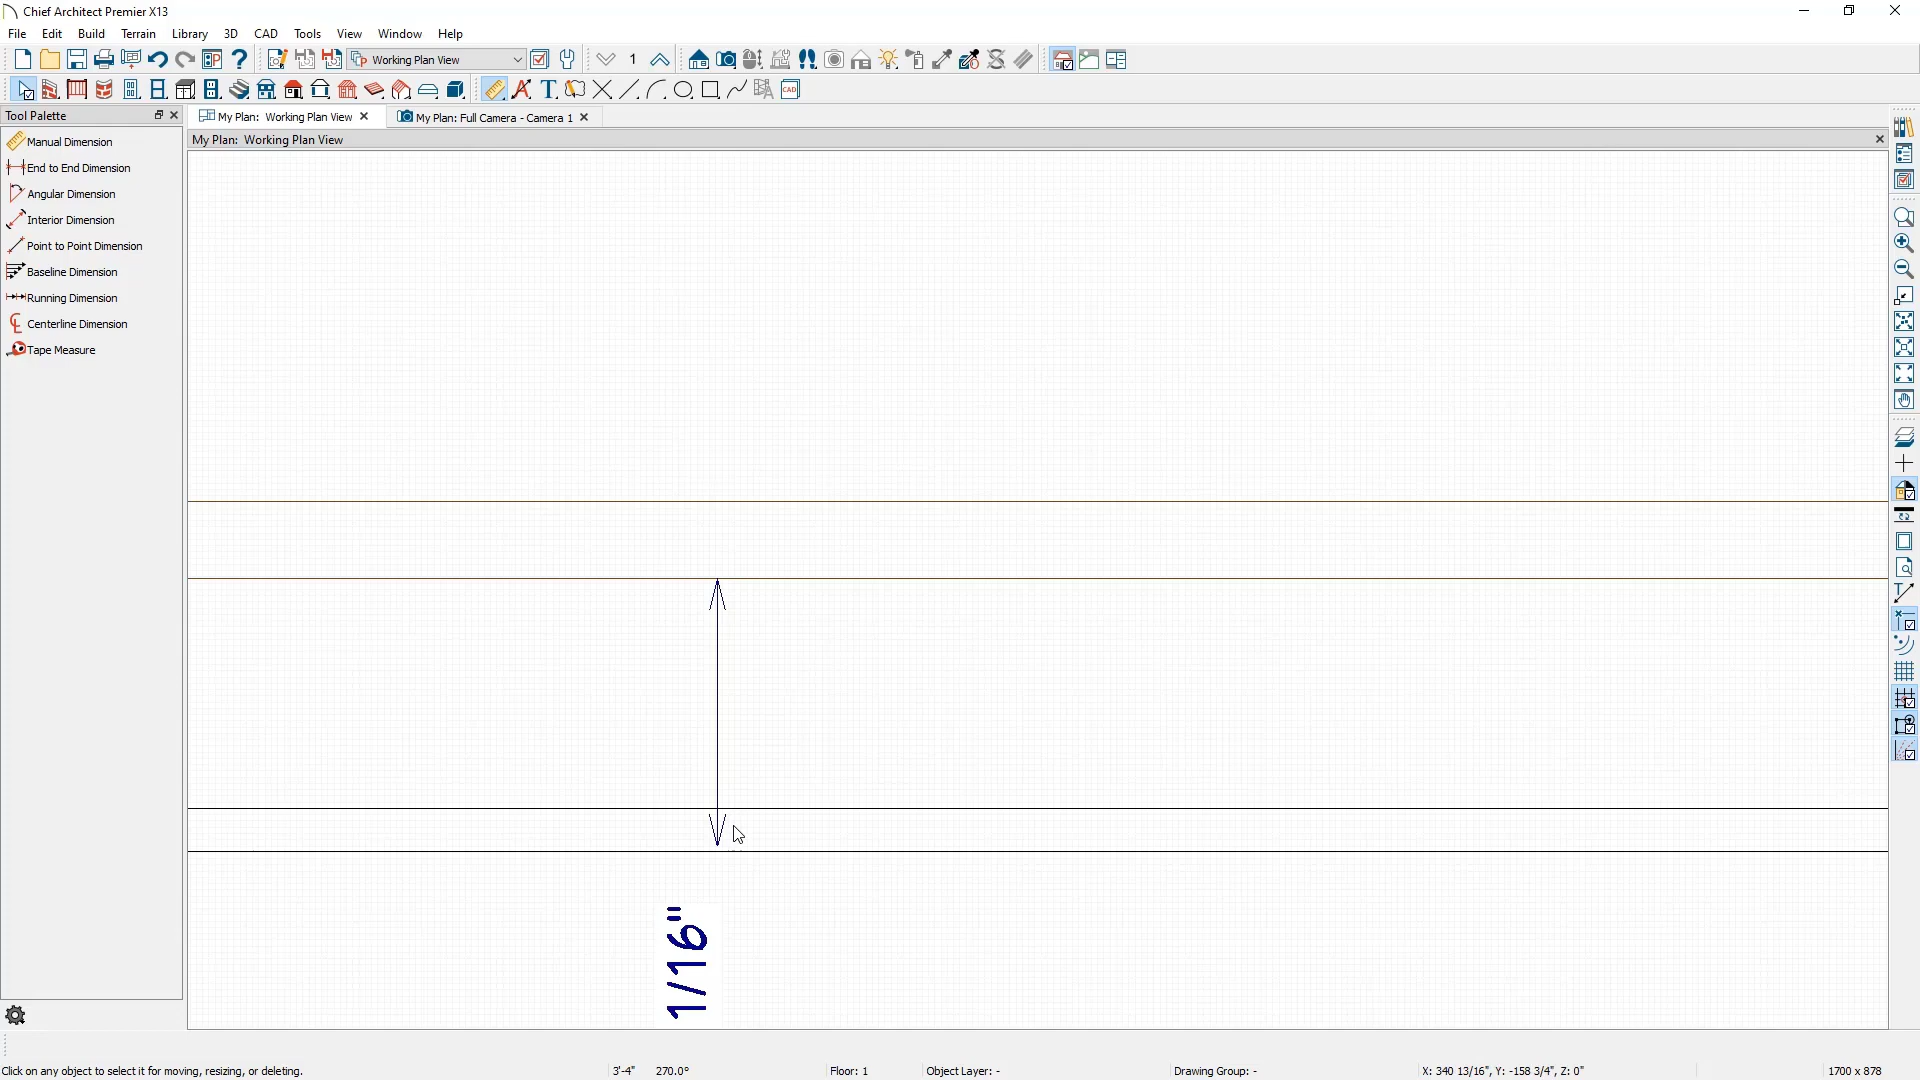 Chief Architect Premier X13
File Edit Build Terrain Library 3D CAD Tools View Window Help
Working Plan View 1
CAD
Tool Palette
My Plan: Working Plan View
My Plan: Full Camera - Camera 1
My Plan: Working Plan View
Manual Dimension
End to End Dimension
Angular Dimension
Interior Dimension
Point to Point Dimension
Baseline Dimension
Running Dimension
Centerline Dimension
Tape Measure
1/16"
Click on any object to select it for moving, resizing, or deleting. 3'-4" 270.0° Floor: 1 Object Layer: - Drawing Group: - X: 340 13/16", Y: -158 3/4", Z: 0" 1700 x 878